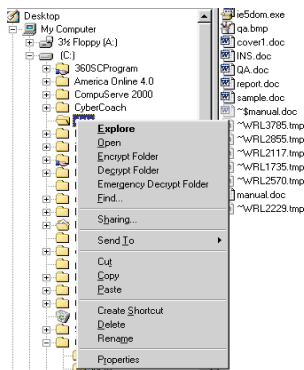 Desktop
My Computer
3½ Floppy (A:)
(C:)
360SCProgram
America Online 4.0
CompuServe 2000
CyberCoach
Explore
Open
Encrypt Folder
Decrypt Folder
Emergency Decrypt Folder
Find...
Sharing...
Send To
Cut
Copy
Paste
Create Shortcut
Delete
Rename
Properties
ie5dom.exe
qa.bmp
cover1.doc
INS.doc
QA.doc
report.doc
sample.doc
~$manual.doc
~WRL3785.tmp
~WRL2855.tmp
~WRL2117.tmp
~WRL1735.tmp
~WRL2570.tmp
manual.doc
~WRL2229.tmp